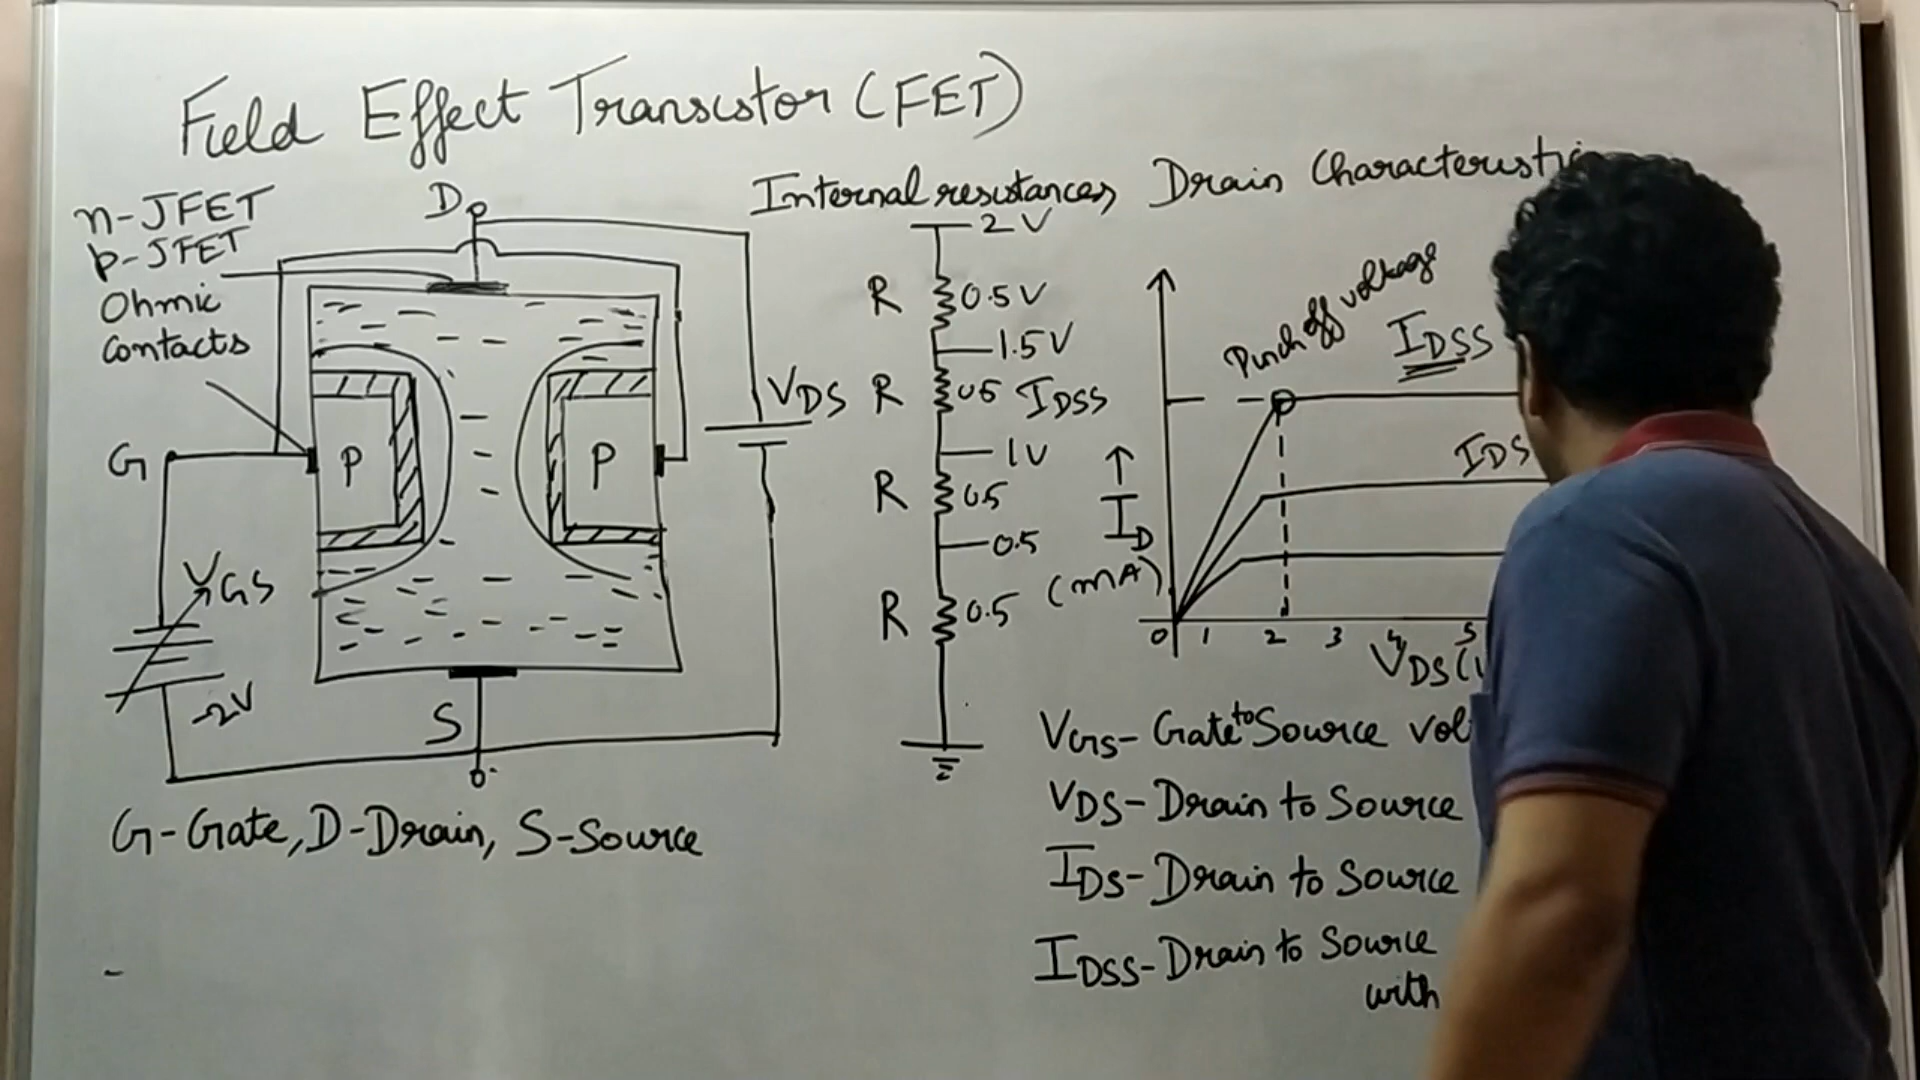 Field Effect Transistor (FET)
n-JFET
p-JFET
Ohmic
contacts
D
G
P
P
VDS
VGS
-2V
S
G-Gate, D-Drain, S-Source
Internal resistances
2V
R 0.5V
1.5V
R 0.5 IDSS
1V
R 0.5
0.5
R 0.5
Drain Characteristic
Pinch off voltage
IDSS
IDS
ID
(mA)
0 1 2 3 4 5
VDS(
VGS- Gate to Source vol
VDS- Drain to Source
IDS- Drain to Source
IDSS- Drain to Source
with